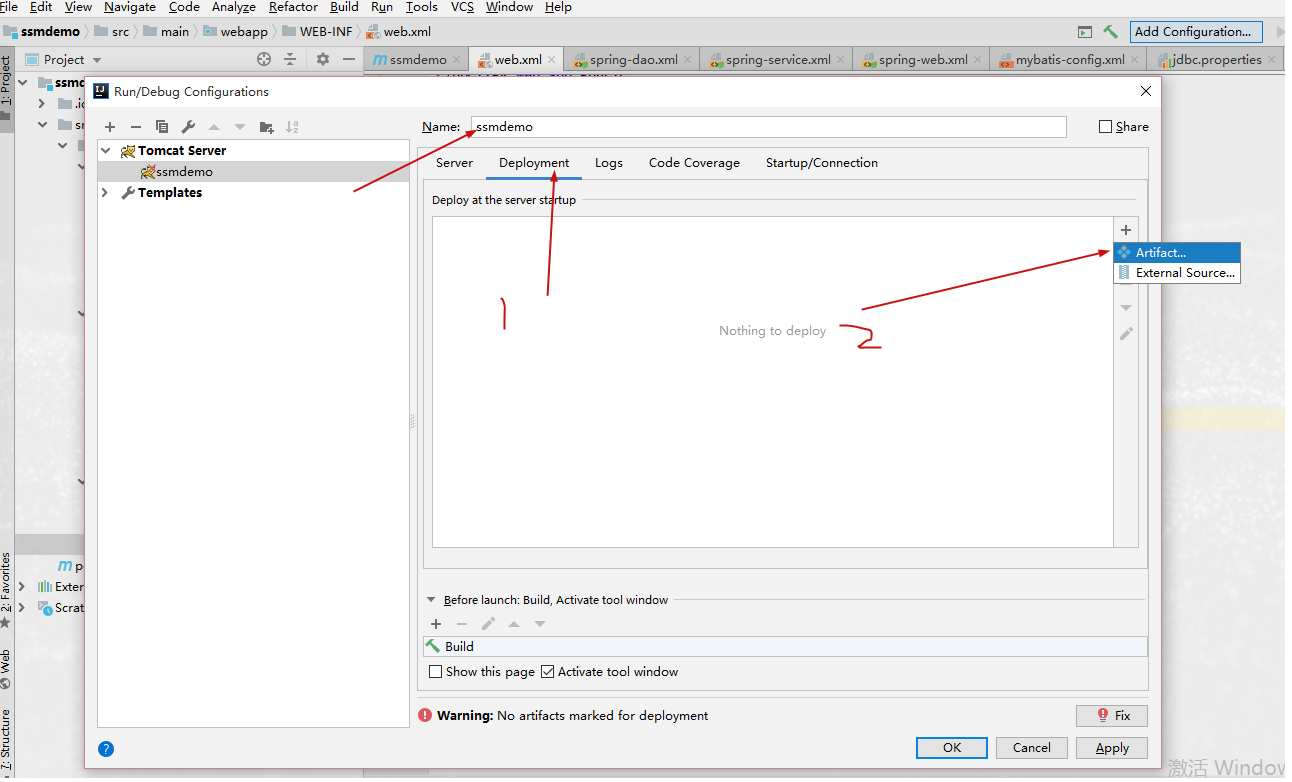 File Edit View Navigate Code Analyze Refactor Build Run Tools VCS Window Help
ssmdemo src main webapp WEB-INF web.xml Add Configuration...
1: Project
Project ssmdemo web.xml spring-dao.xml spring-service.xml spring-web.xml mybatis-config.xml jdbc.properties
Run/Debug Configurations
Name: ssmdemo Share
Tomcat Server
ssmdemo
Templates
Server Deployment Logs Code Coverage Startup/Connection
Deploy at the server startup
Artifact...
External Source...
1
Nothing to deploy
2
Exter
Scrat
2: Favorites
Web
7: Structure
Before launch: Build, Activate tool window
Build
Show this page Activate tool window
Warning: No artifacts marked for deployment
Fix
OK Cancel Apply
激活 Window